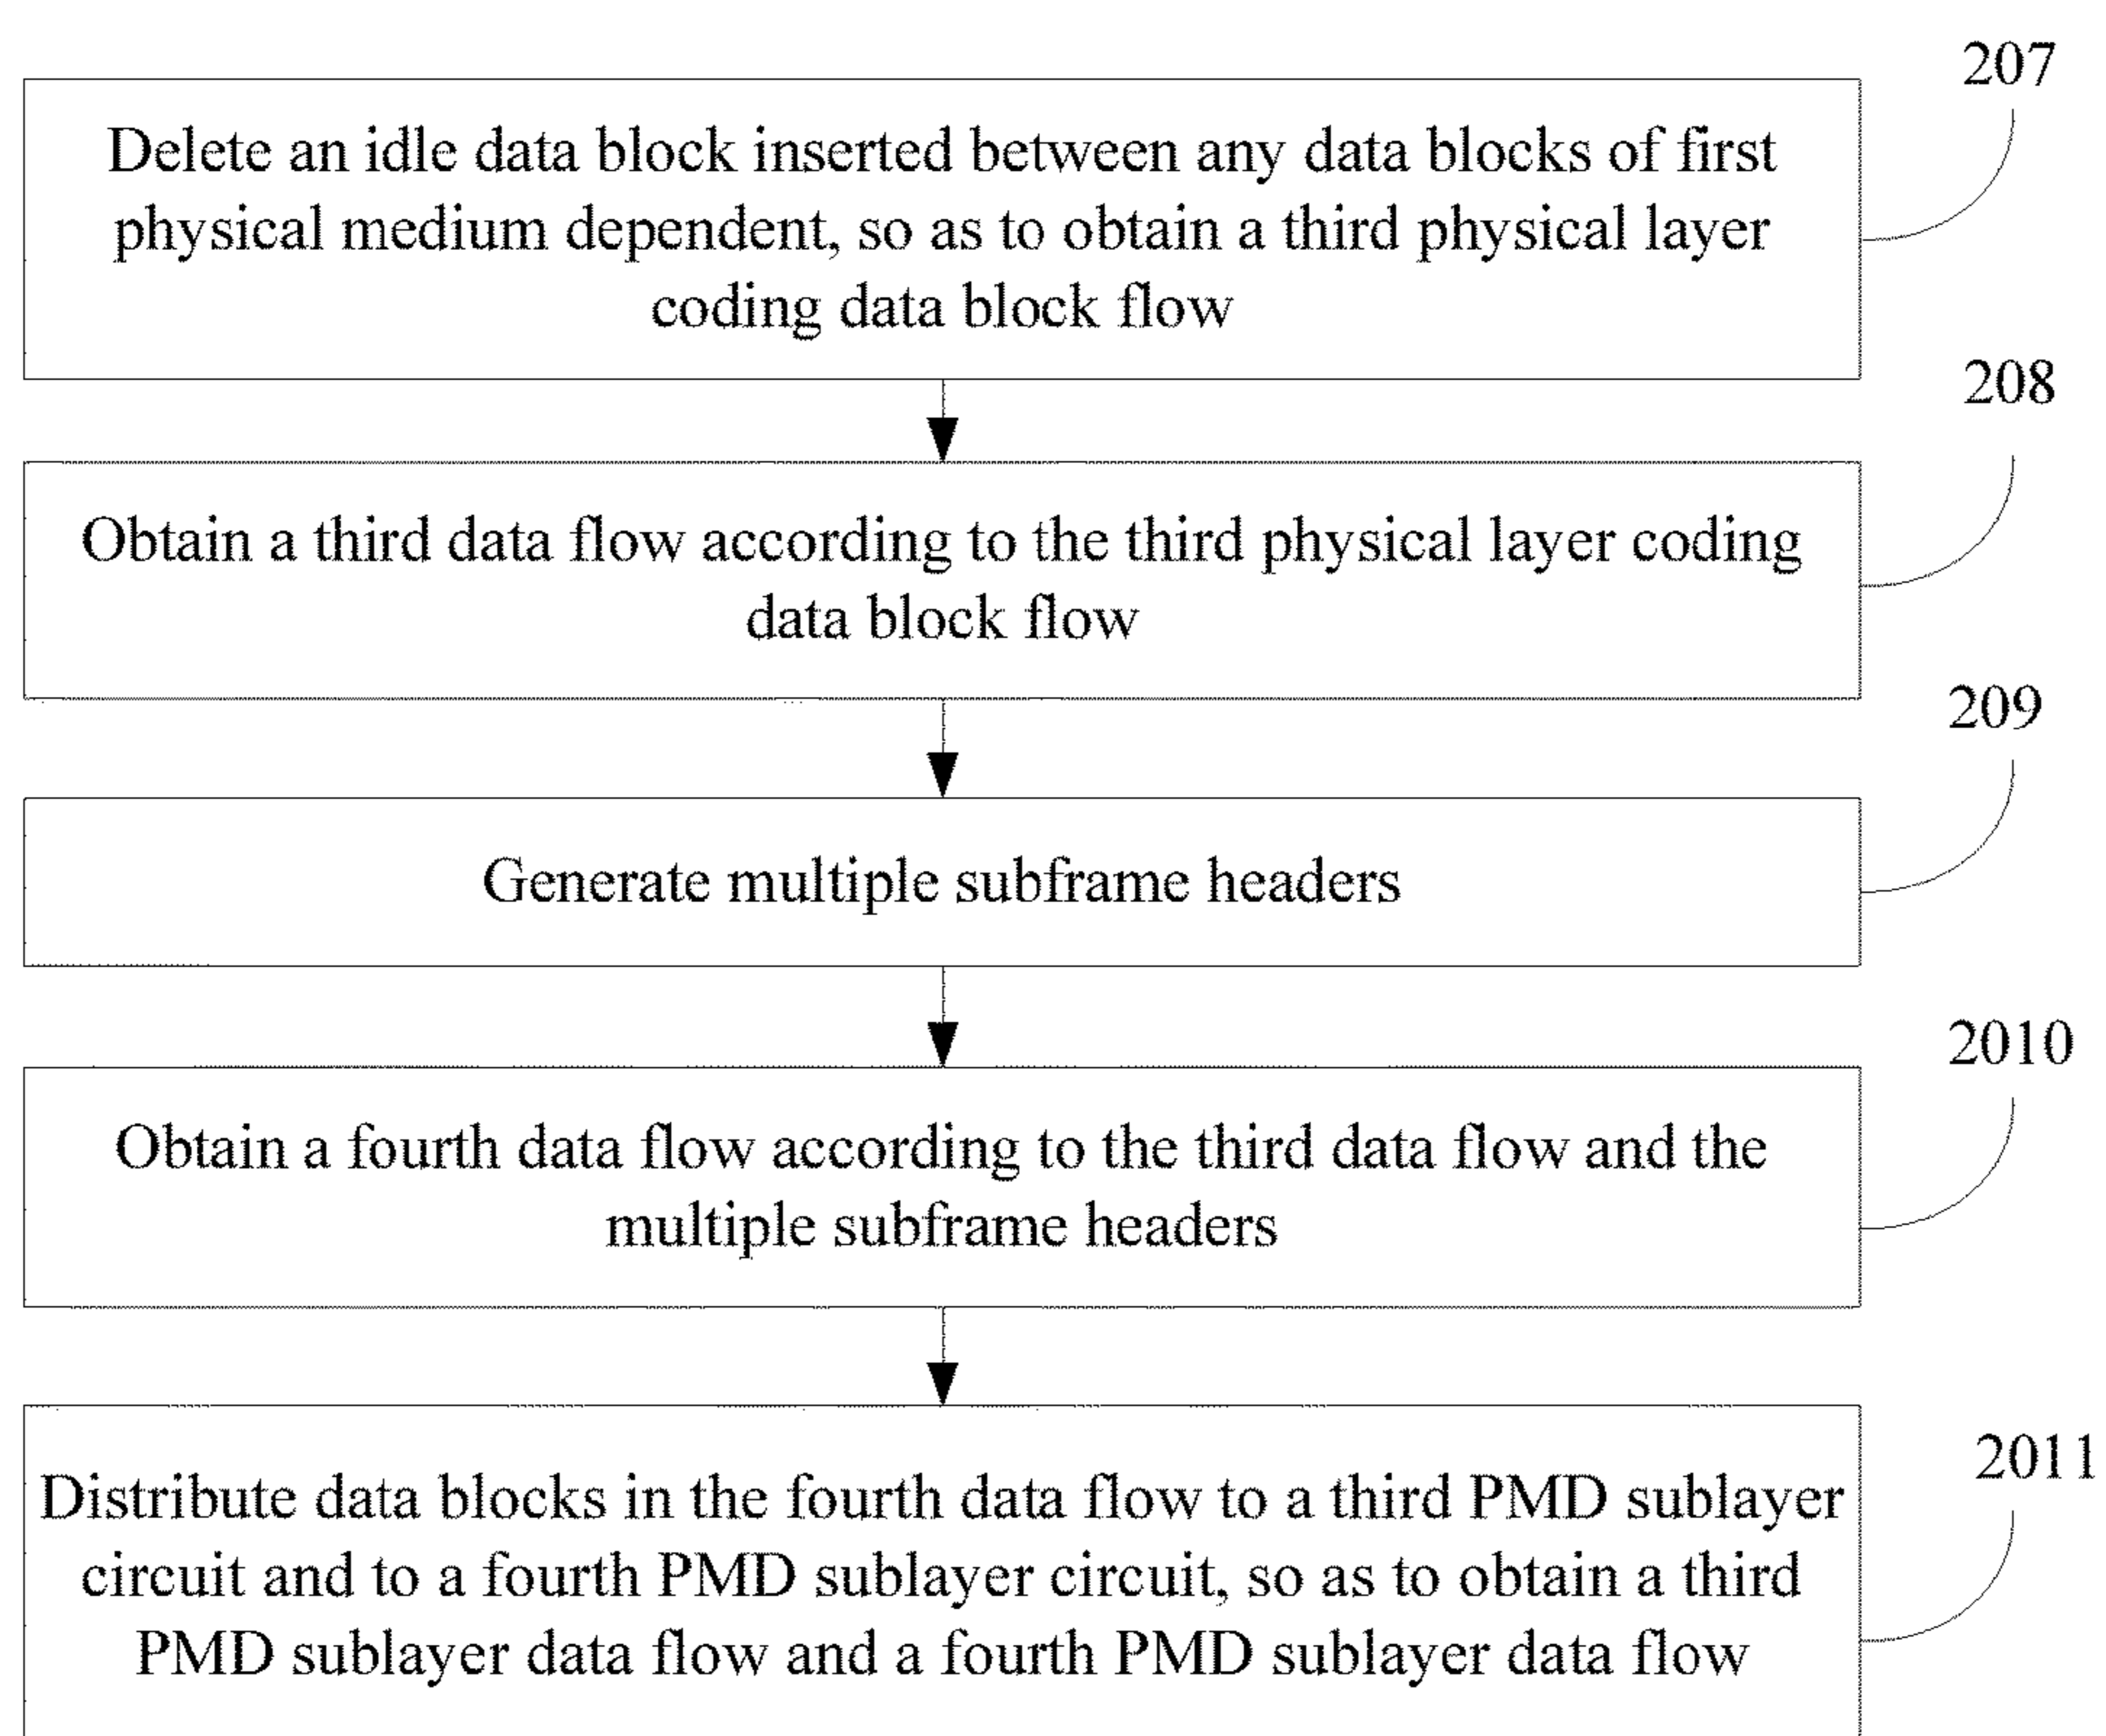 207
Delete an idle data block inserted between any data blocks of first
physical medium dependent, so as to obtain a third physical layer
coding data block flow
208
Obtain a third data flow according to the third physical layer coding
data block flow
209
Generate multiple subframe headers
2010
Obtain a fourth data flow according to the third data flow and the
multiple subframe headers
2011
Distribute data blocks in the fourth data flow to a third PMD sublayer
circuit and to a fourth PMD sublayer circuit, so as to obtain a third
PMD sublayer data flow and a fourth PMD sublayer data flow